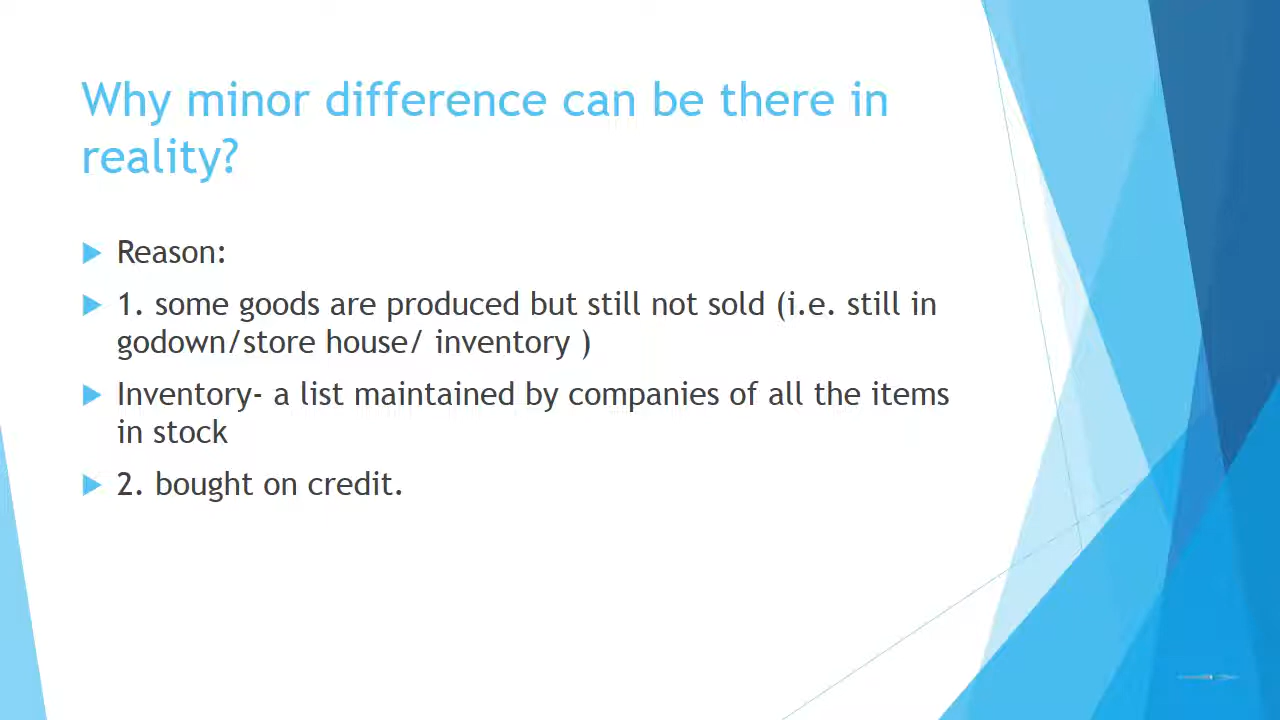 Why minor difference can be there in
reality?
Reason:
1. some goods are produced but still not sold (i.e. still in
godown/store house/ inventory )
Inventory- a list maintained by companies of all the items
in stock
2. bought on credit.